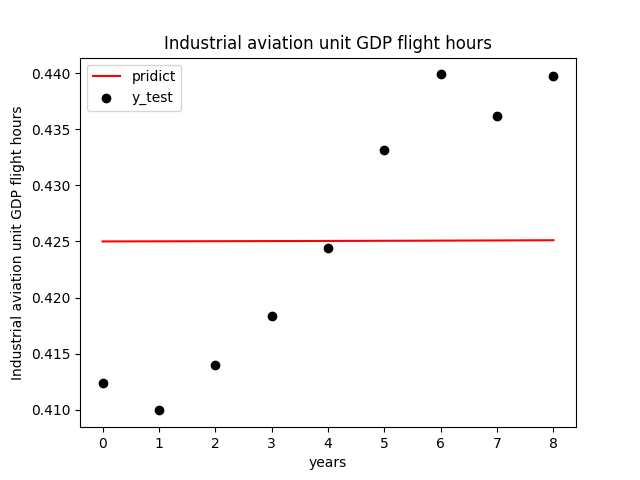 Industrial aviation unit GDP flight hours
pridict
y_test
Industrial aviation unit GDP flight hours
0.440
0.435
0.430
0.425
0.420
0.415
0.410
0 1 2 3 4 5 6 7 8
years